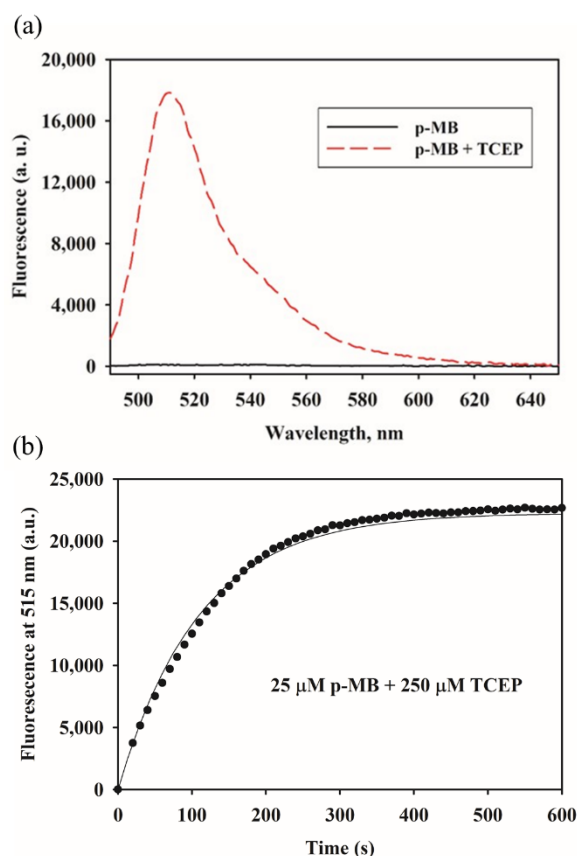 (a)
20,000
16,000
12,000
8,000
4,000
0
Fluorescence (a. u.)
p-MB
p-MB + TCEP
500 520 540 560 580 600 620 640
Wavelength, nm
(b)
25,000
20,000
15,000
10,000
5,000
0
Fluoresecence at 515 nm (a.u.)
25 μM p-MB + 250 μM TCEP
0 100 200 300 400 500 600
Time (s)